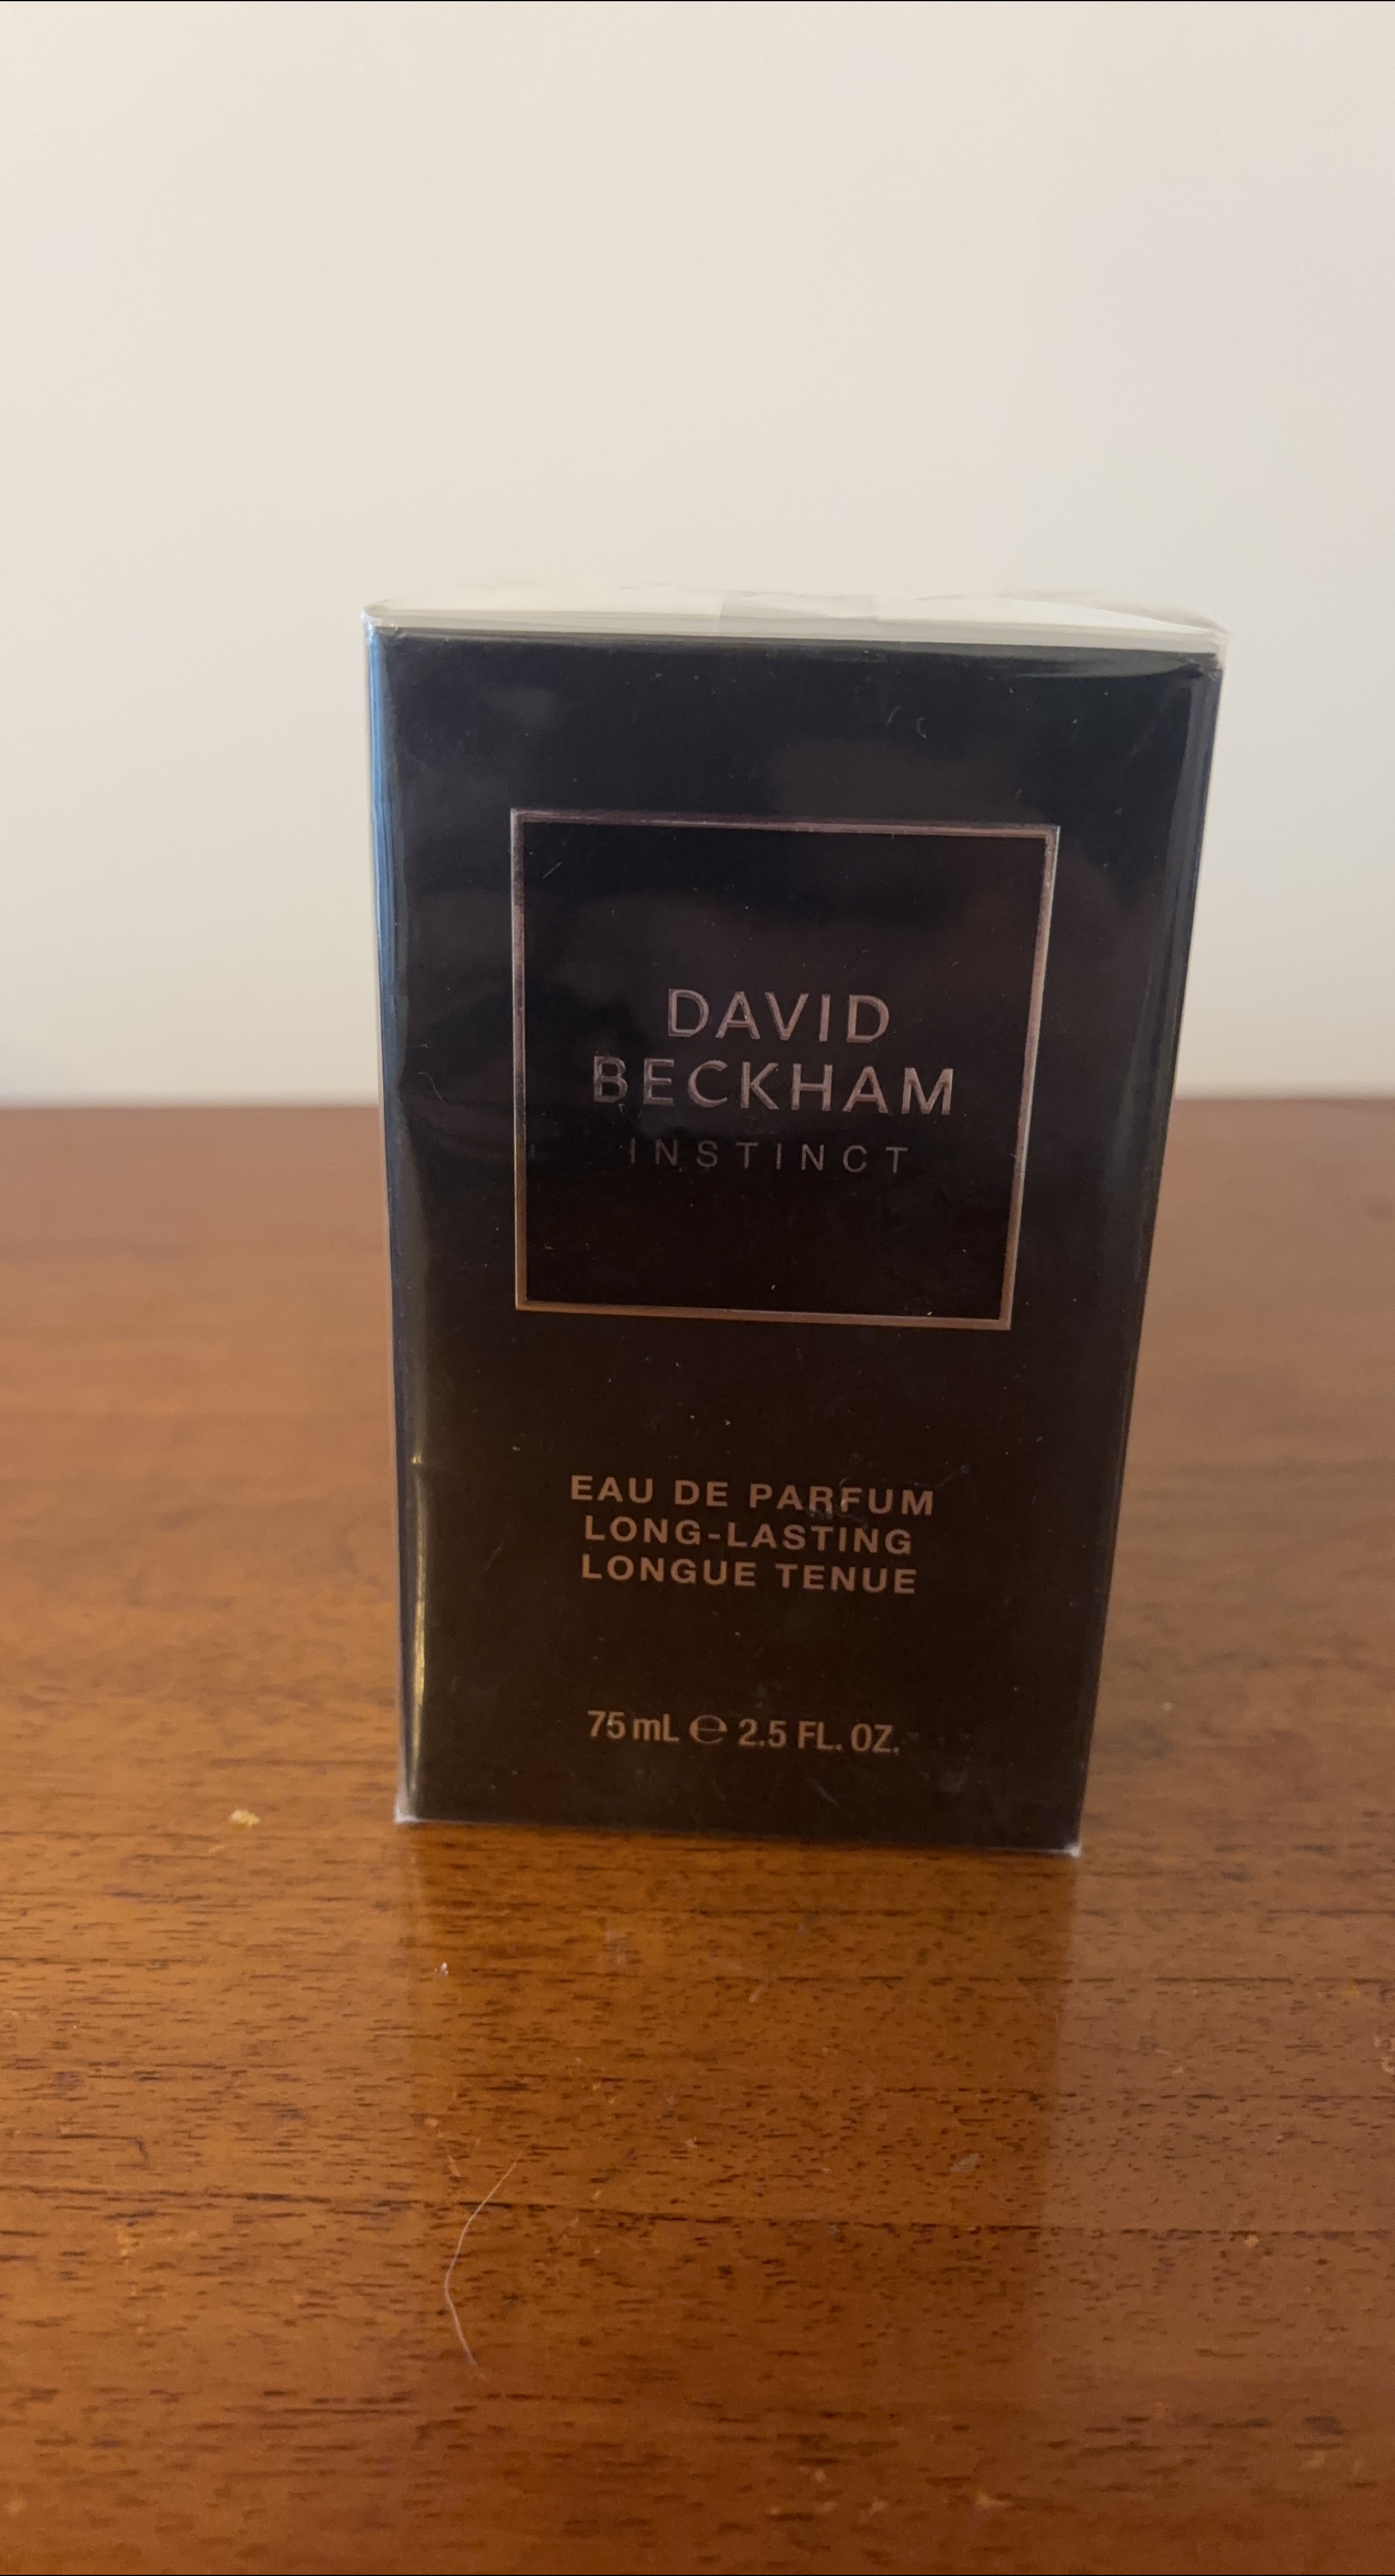 DAVID
BECKHAM
INSTINCT
EAU DE PARFUM
LONG-LASTING
LONGUE TENUE
75 mL ℮ 2.5 FL. OZ.